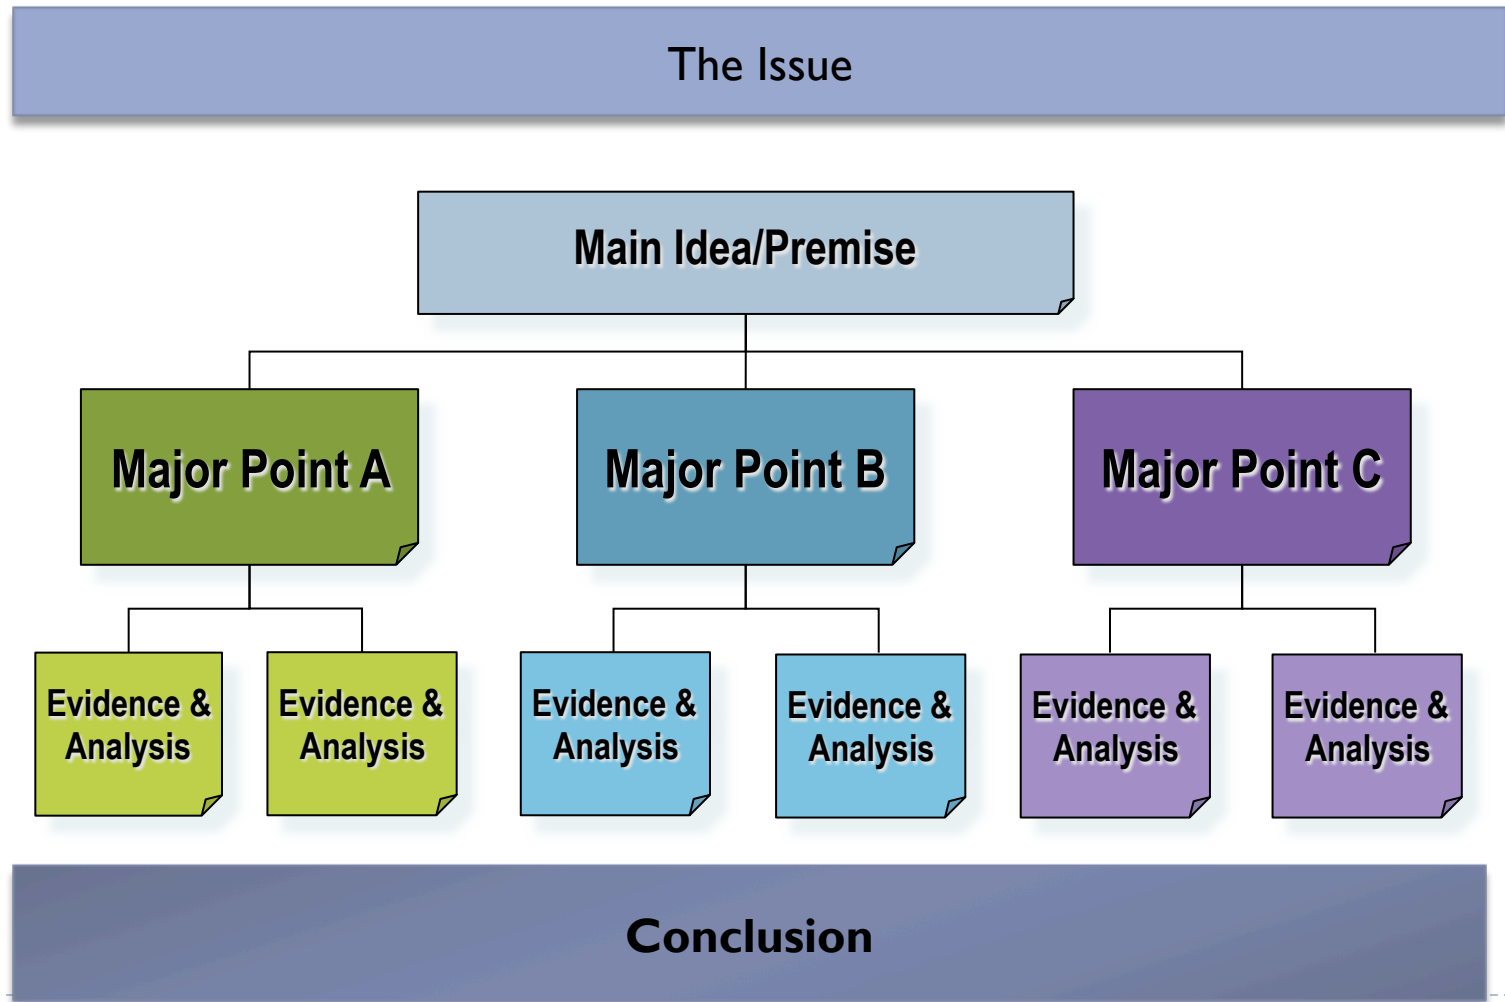 The Issue
Main Idea/Premise
Major Point A
Major Point B
Major Point C
Evidence &
Analysis
Evidence &
Analysis
Evidence &
Analysis
Evidence &
Analysis
Evidence &
Analysis
Evidence &
Analysis
Conclusion